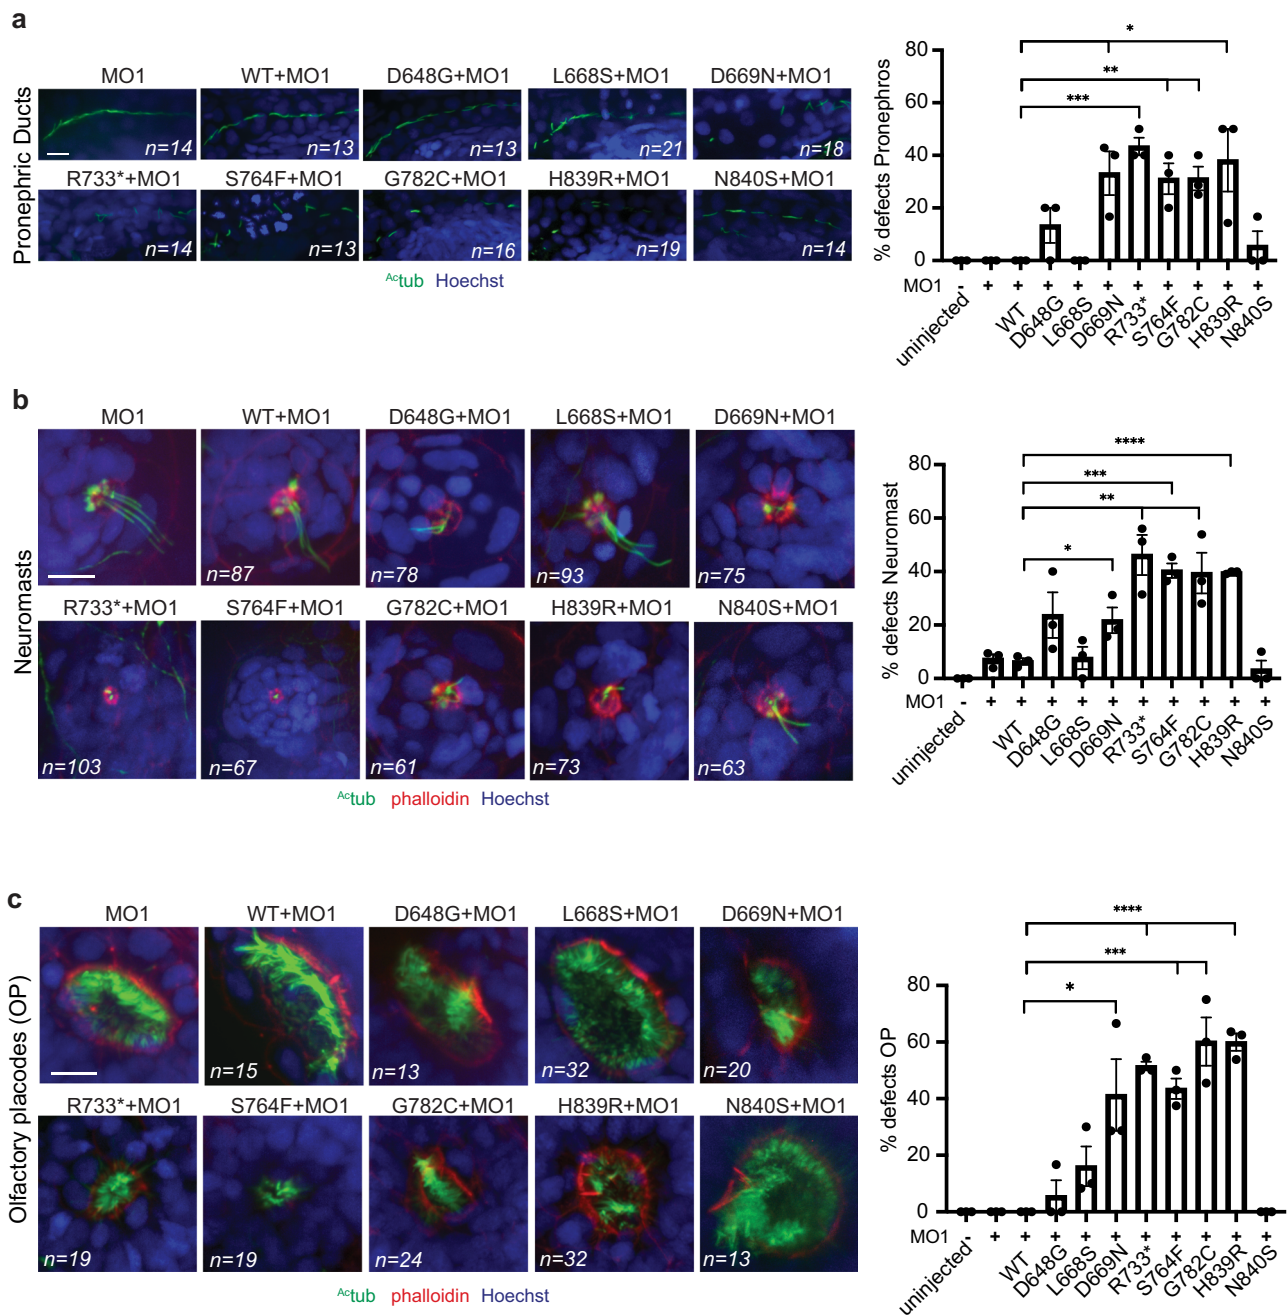 a
Pronephric Ducts
MO1 WT+MO1 D648G+MO1 L668S+MO1 D669N+MO1
n=14 n=13 n=13 n=21 n=18
R733*+MO1 S764F+MO1 G782C+MO1 H839R+MO1 N840S+MO1
n=14 n=13 n=16 n=19 n=14
Actub Hoechst
% defects Pronephros
*
**
***
80
60
40
20
0
MO1 - + + + + + + + + + +
uninjected WT D648G L668S D669N R733* S764F G782C H839R N840S
b
Neuromasts
MO1 WT+MO1 D648G+MO1 L668S+MO1 D669N+MO1
n=87 n=78 n=93 n=75
R733*+MO1 S764F+MO1 G782C+MO1 H839R+MO1 N840S+MO1
n=103 n=67 n=61 n=73 n=63
Actub phalloidin Hoechst
% defects Neuromast
****
***
**
*
80
60
40
20
0
MO1 - + + + + + + + + + +
uninjected WT D648G L668S D669N R733* S764F G782C H839R N840S
c
Olfactory placodes (OP)
MO1 WT+MO1 D648G+MO1 L668S+MO1 D669N+MO1
n=15 n=13 n=32 n=20
R733*+MO1 S764F+MO1 G782C+MO1 H839R+MO1 N840S+MO1
n=19 n=19 n=24 n=32 n=13
Actub phalloidin Hoechst
% defects OP
****
***
*
80
60
40
20
0
MO1 - + + + + + + + + + +
uninjected WT D648G L668S D669N R733* S764F G782C H839R N840S